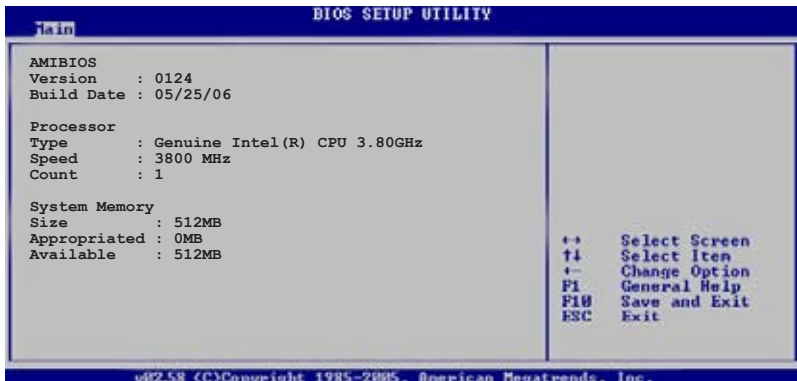 BIOS SETUP UTILITY
Main
AMIBIOS
Version : 0124
Build Date : 05/25/06
Processor
Type : Genuine Intel(R) CPU 3.80GHz
Speed : 3800 MHz
Count : 1
System Memory
Size : 512MB
Appropriated : 0MB
Available : 512MB
←→ Select Screen
↑↓ Select Item
←─ Change Option
F1 General Help
F10 Save and Exit
ESC Exit
v02.58 (C)Copyright 1985-2005, American Megatrends, Inc.